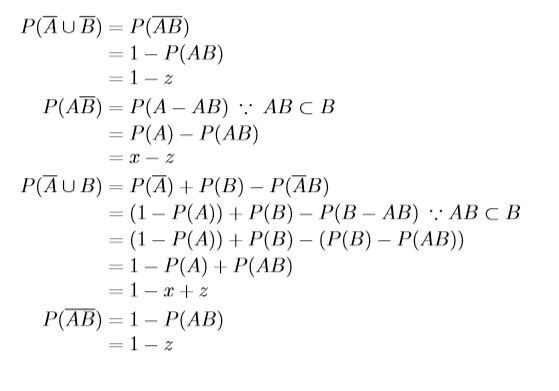 P(A̅ ∪ B̅) = P(A̅B̅)
= 1 − P(AB)
= 1 − z
P(AB̅) = P(A − AB) ∵ AB ⊂ B
= P(A) − P(AB)
= x − z
P(A̅ ∪ B) = P(A̅) + P(B) − P(A̅B)
= (1 − P(A)) + P(B) − P(B − AB) ∵ AB ⊂ B
= (1 − P(A)) + P(B) − (P(B) − P(AB))
= 1 − P(A) + P(AB)
= 1 − x + z
P(A̅B̅) = 1 − P(AB)
= 1 − z